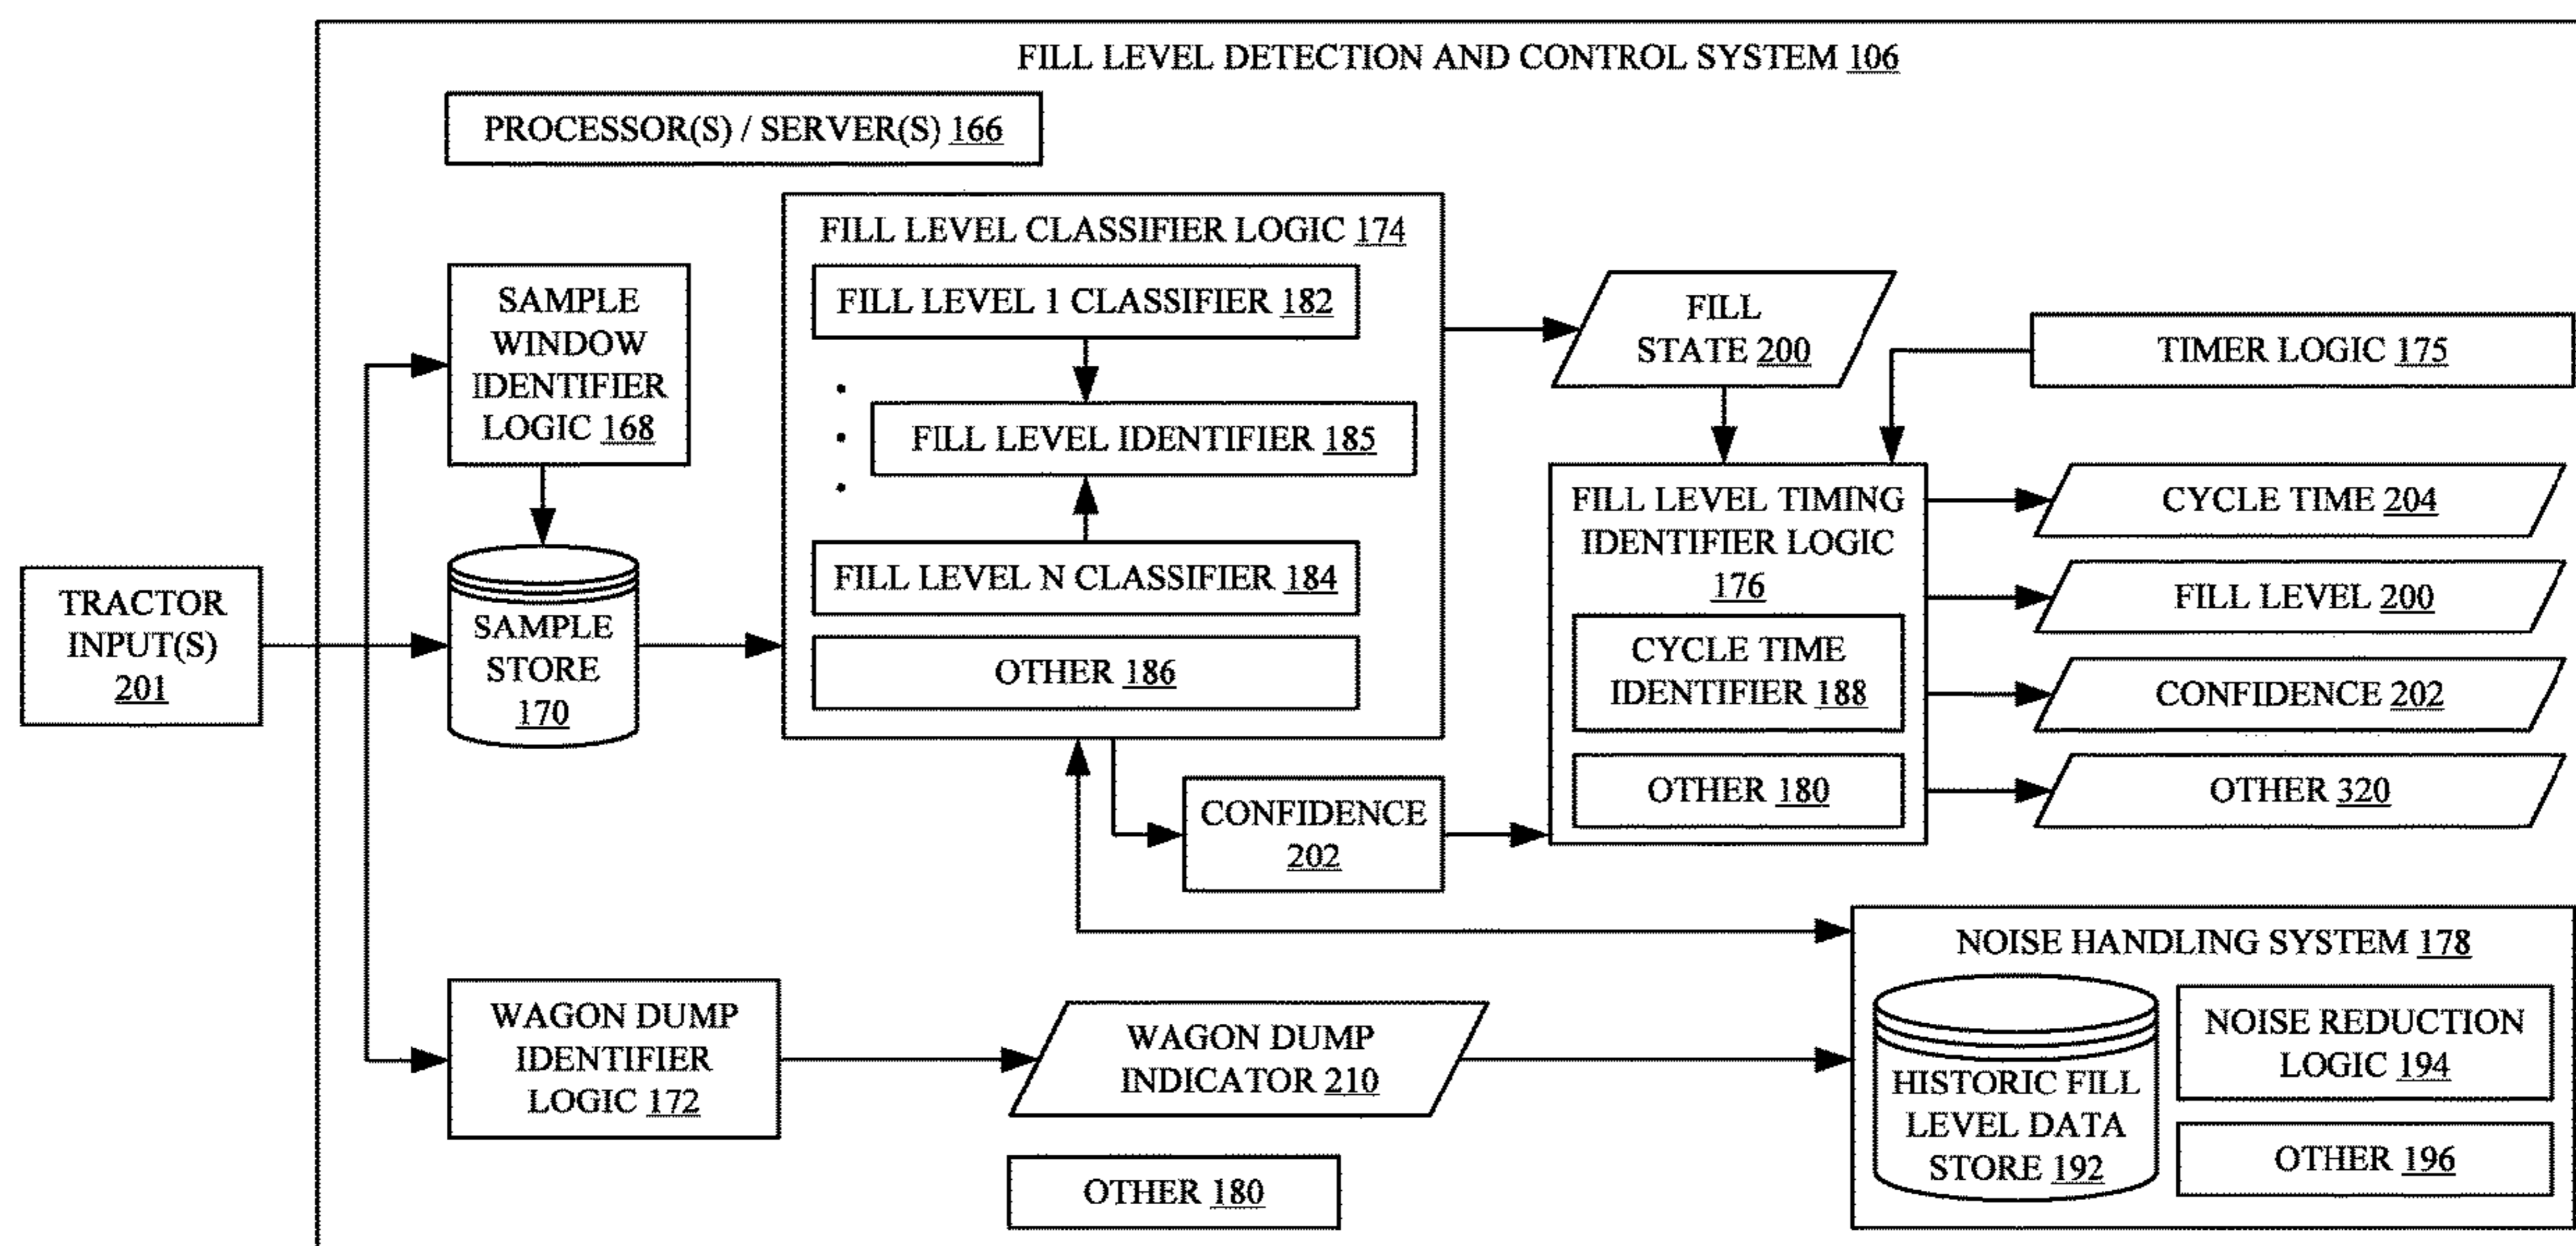 FILL LEVEL DETECTION AND CONTROL SYSTEM 106
PROCESSOR(S) / SERVER(S) 166
TRACTOR
INPUT(S)
201
SAMPLE
WINDOW
IDENTIFIER
LOGIC 168
SAMPLE
STORE
170
FILL LEVEL CLASSIFIER LOGIC 174
FILL LEVEL 1 CLASSIFIER 182
FILL LEVEL IDENTIFIER 185
FILL LEVEL N CLASSIFIER 184
OTHER 186
FILL
STATE 200
TIMER LOGIC 175
FILL LEVEL TIMING
IDENTIFIER LOGIC
176
CYCLE TIME
IDENTIFIER 188
OTHER 180
CYCLE TIME 204
FILL LEVEL 200
CONFIDENCE 202
OTHER 320
CONFIDENCE
202
WAGON DUMP
IDENTIFIER
LOGIC 172
WAGON DUMP
INDICATOR 210
OTHER 180
NOISE HANDLING SYSTEM 178
HISTORIC FILL
LEVEL DATA
STORE 192
NOISE REDUCTION
LOGIC 194
OTHER 196